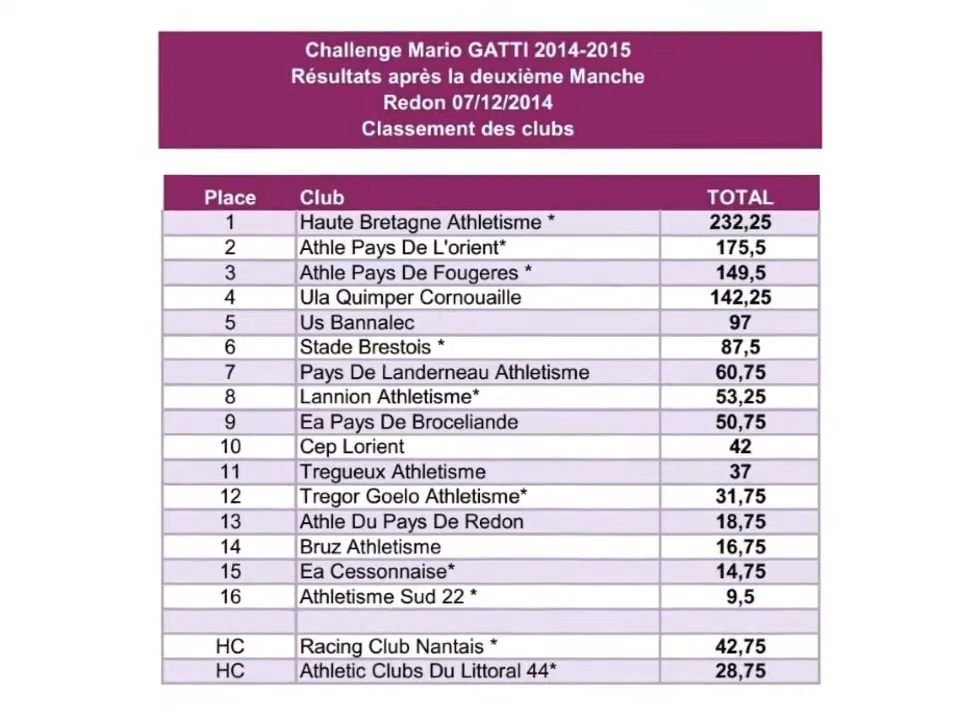 Challenge Mario GATTI 2014-2015
Résultats après la deuxième Manche
Redon 07/12/2014
Classement des clubs
Place Club TOTAL
1 Haute Bretagne Athletisme * 232,25
2 Athle Pays De L'orient* 175,5
3 Athle Pays De Fougeres * 149,5
4 Ula Quimper Cornouaille 142,25
5 Us Bannalec 97
6 Stade Brestois * 87,5
7 Pays De Landerneau Athletisme 60,75
8 Lannion Athletisme* 53,25
9 Ea Pays De Broceliande 50,75
10 Cep Lorient 42
11 Tregueux Athletisme 37
12 Tregor Goelo Athletisme* 31,75
13 Athle Du Pays De Redon 18,75
14 Bruz Athletisme 16,75
15 Ea Cessonnaise* 14,75
16 Athletisme Sud 22 * 9,5
HC Racing Club Nantais * 42,75
HC Athletic Clubs Du Littoral 44* 28,75